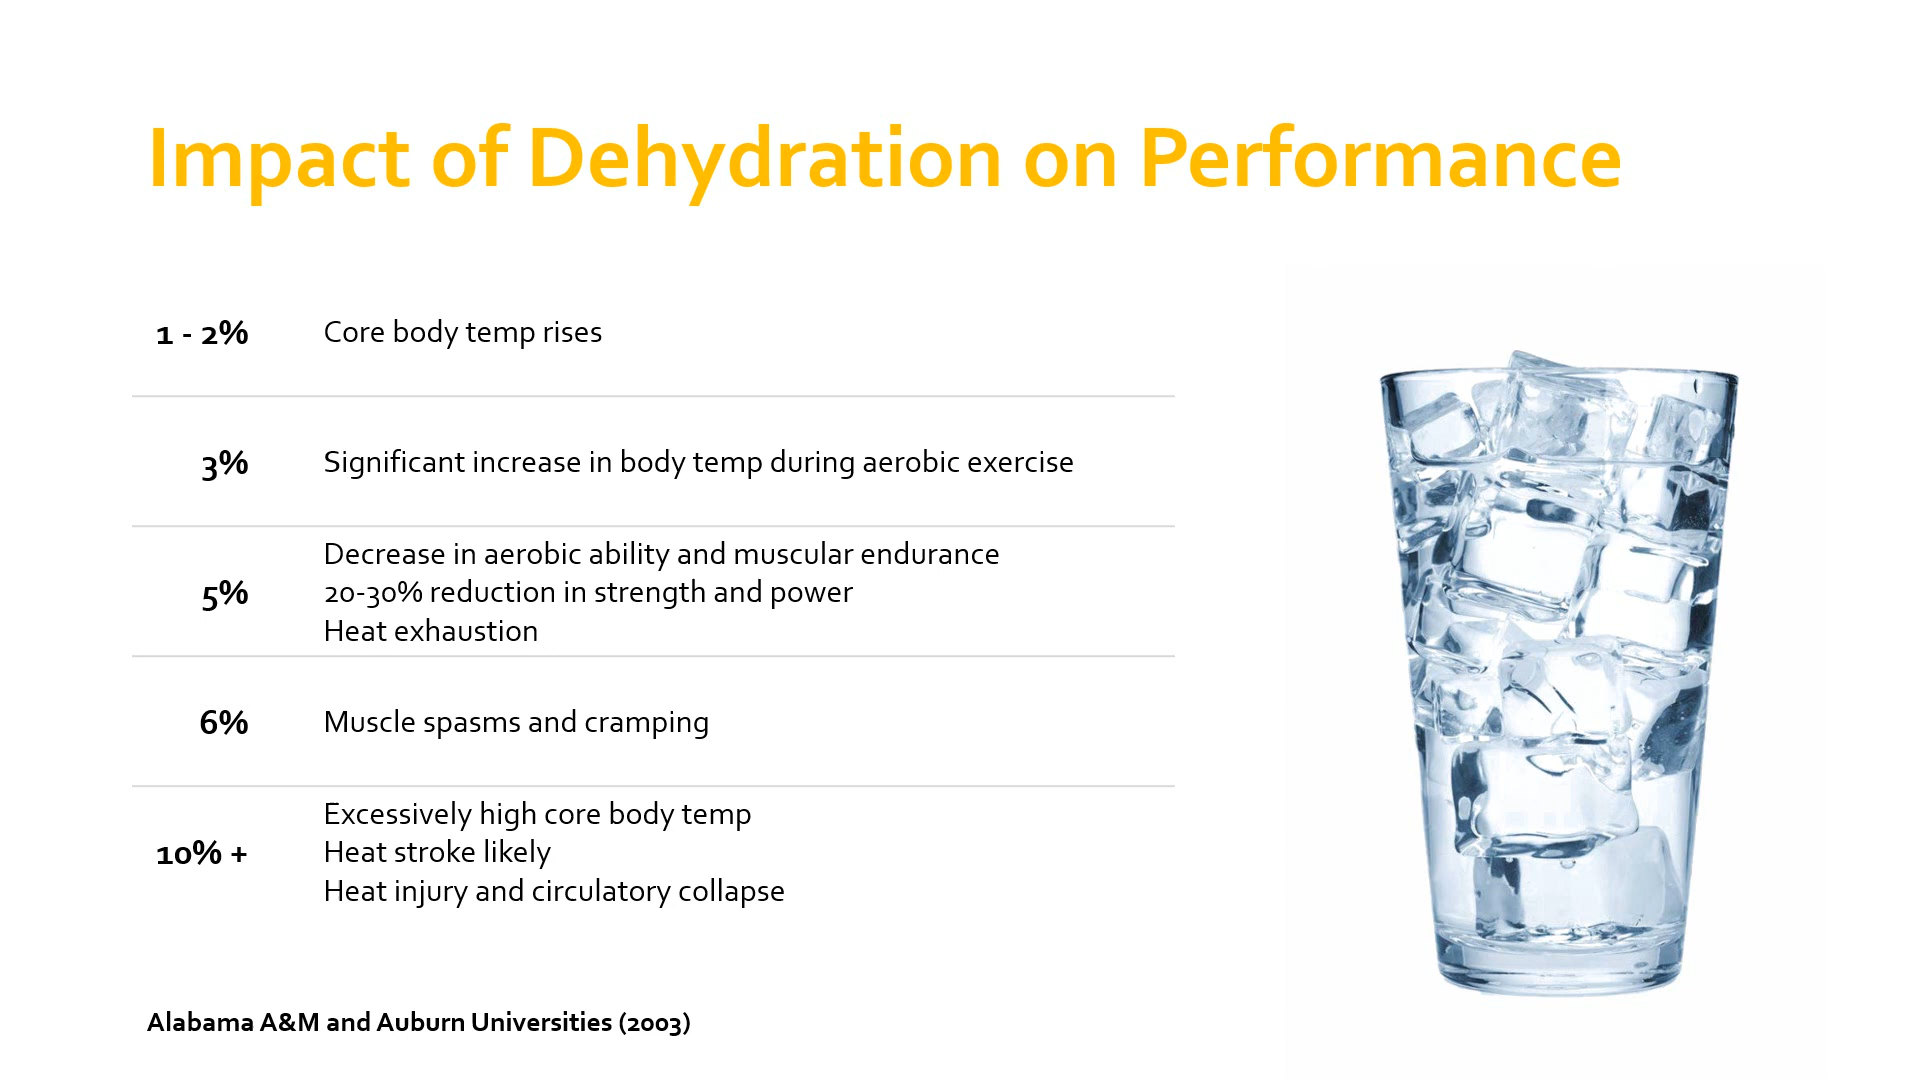 Impact of Dehydration on Performance
1 - 2%
Core body temp rises
3%
Significant increase in body temp during aerobic exercise
5%
Decrease in aerobic ability and muscular endurance
20-30% reduction in strength and power
Heat exhaustion
6%
Muscle spasms and cramping
10% +
Excessively high core body temp
Heat stroke likely
Heat injury and circulatory collapse
Alabama A&M and Auburn Universities (2003)